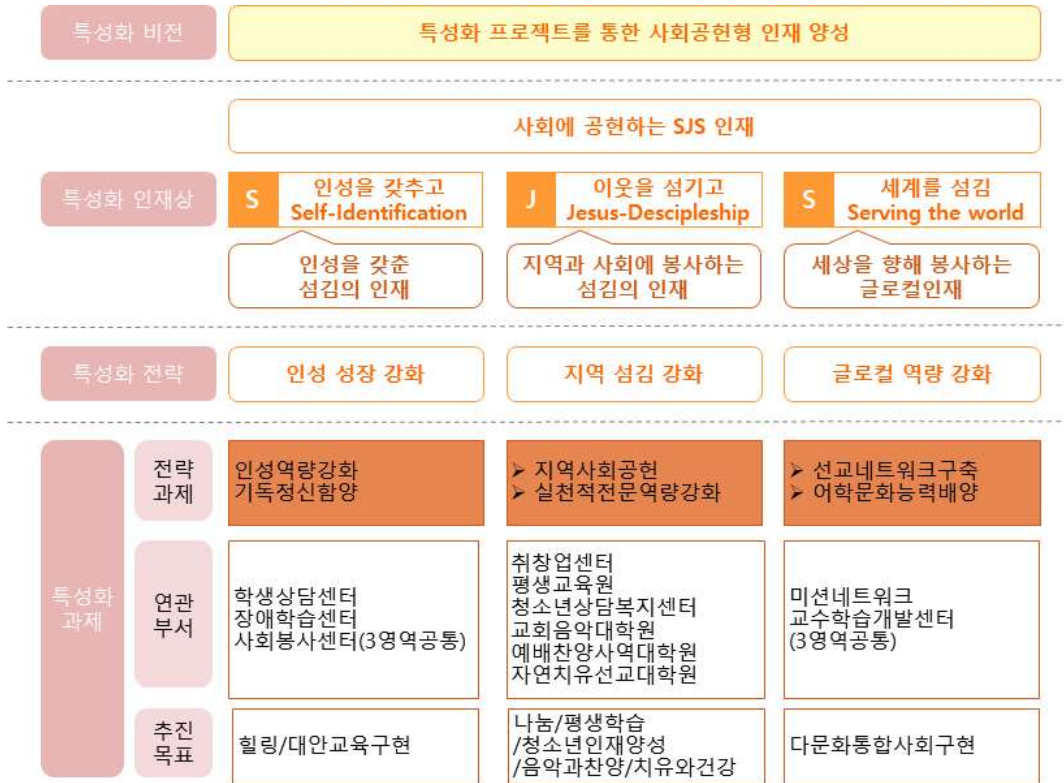 특성화 비전
특성화 프로젝트를 통한 사회공헌형 인재 양성
사회에 공현하는 SJS 인재
특성화 인재상
S
인성을 갖추고
Self-Identification
J
이웃을 섬기고
Jesus-Descipleship
S
세계를 섬김
Serving the world
인성을 갖춘
섬김의 인재
지역과 사회에 봉사하는
섬김의 인재
세상을 향해 봉사하는
글로컬인재
특성화 전략
인성 성장 강화
지역 섬김 강화
글로컬 역량 강화
특성화
과제
전략
과제
인성역량강화
기독정신함양
➢ 지역사회공헌
➢ 실천적전문역량강화
➢ 선교네트워크구축
➢ 어학문화능력배양
연관
부서
학생상담센터
장애학습센터
사회봉사센터(3영역공통)
취창업센터
평생교육원
청소년상담복지센터
교회음악대학원
예배찬양사역대학원
자연치유선교대학원
미션네트워크
교수학습개발센터
(3영역공통)
추진
목표
힐링/대안교육구현
나눔/평생학습
/청소년인재양성
/음악과찬양/치유와건강
다문화통합사회구현